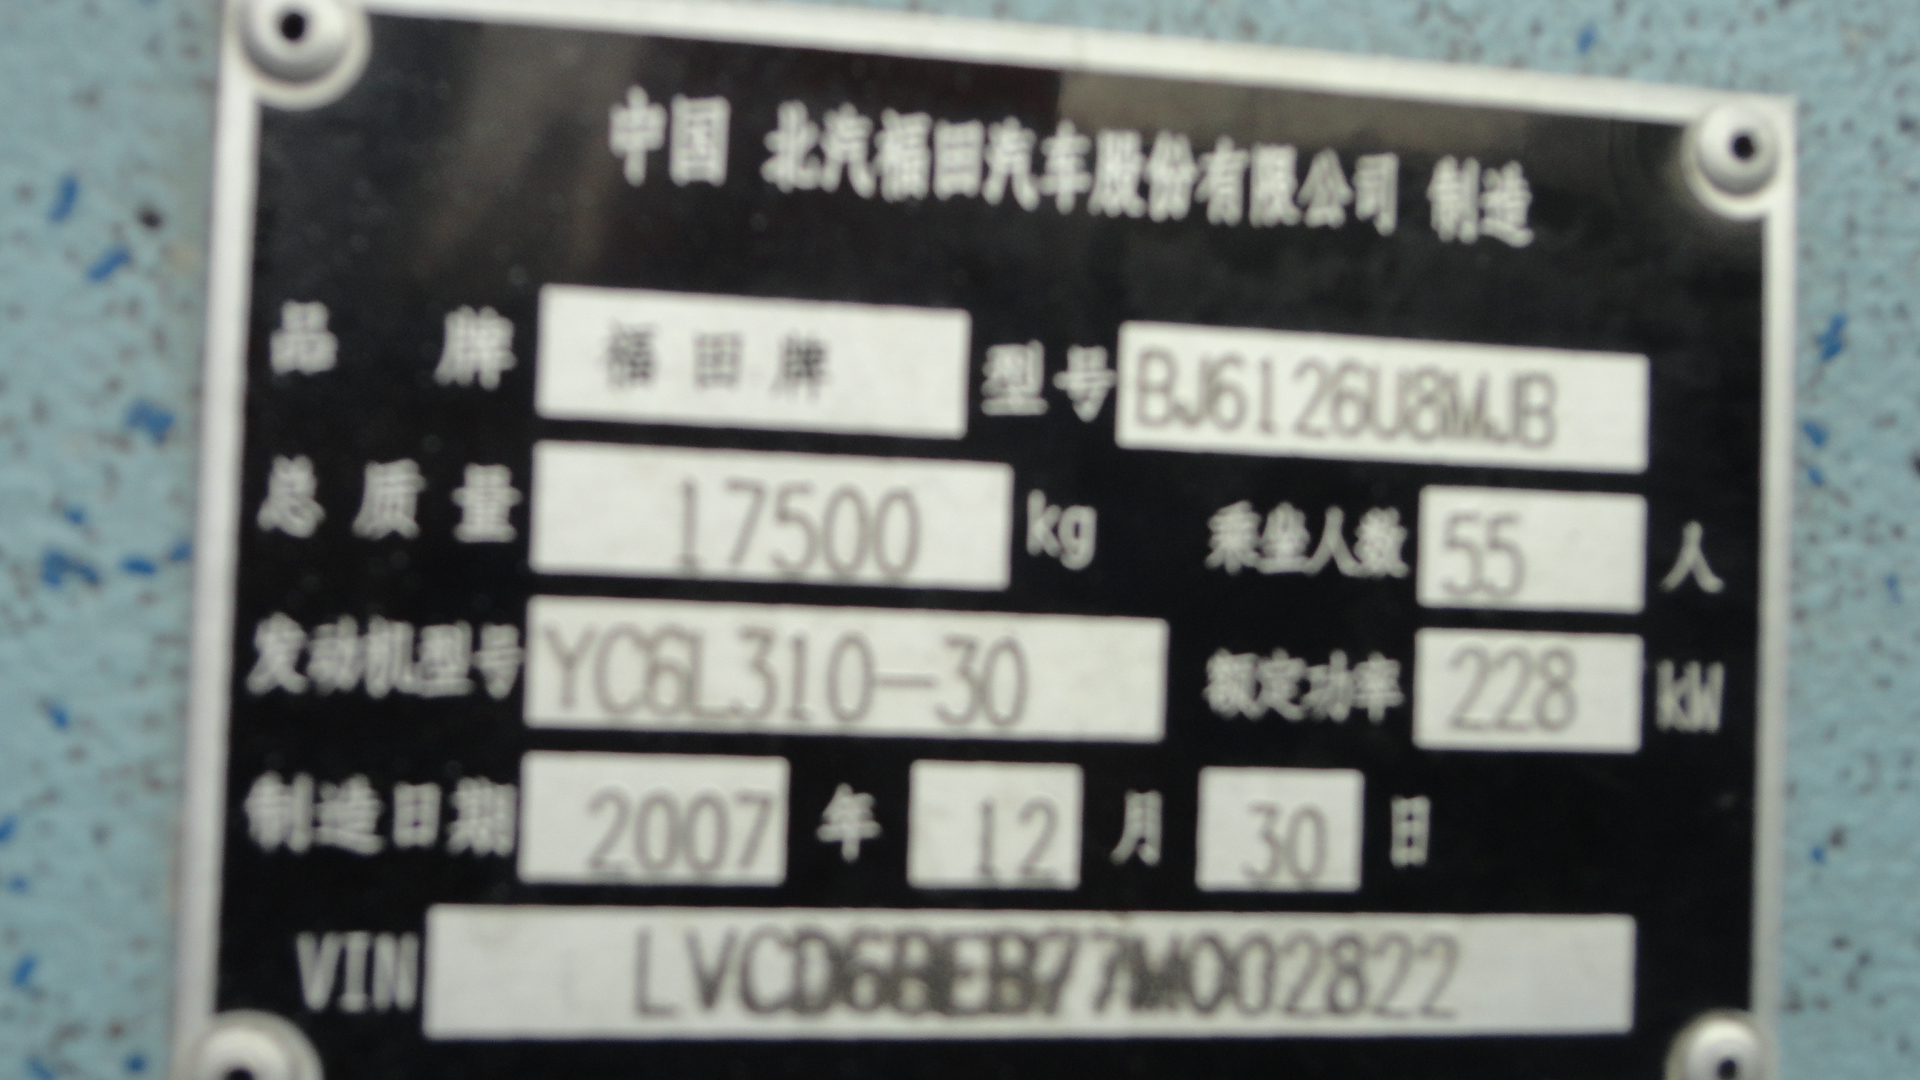 中国 北汽福田汽车股份有限公司 制造
品 牌 福田牌 型号 BJ6126U8MJB
总质量 17500 kg 乘坐人数 55 人
发动机型号 YC6L310-30 额定功率 228 kW
制造日期 2007 年 12 月 30 日
VIN LVCD6BEB77M002822